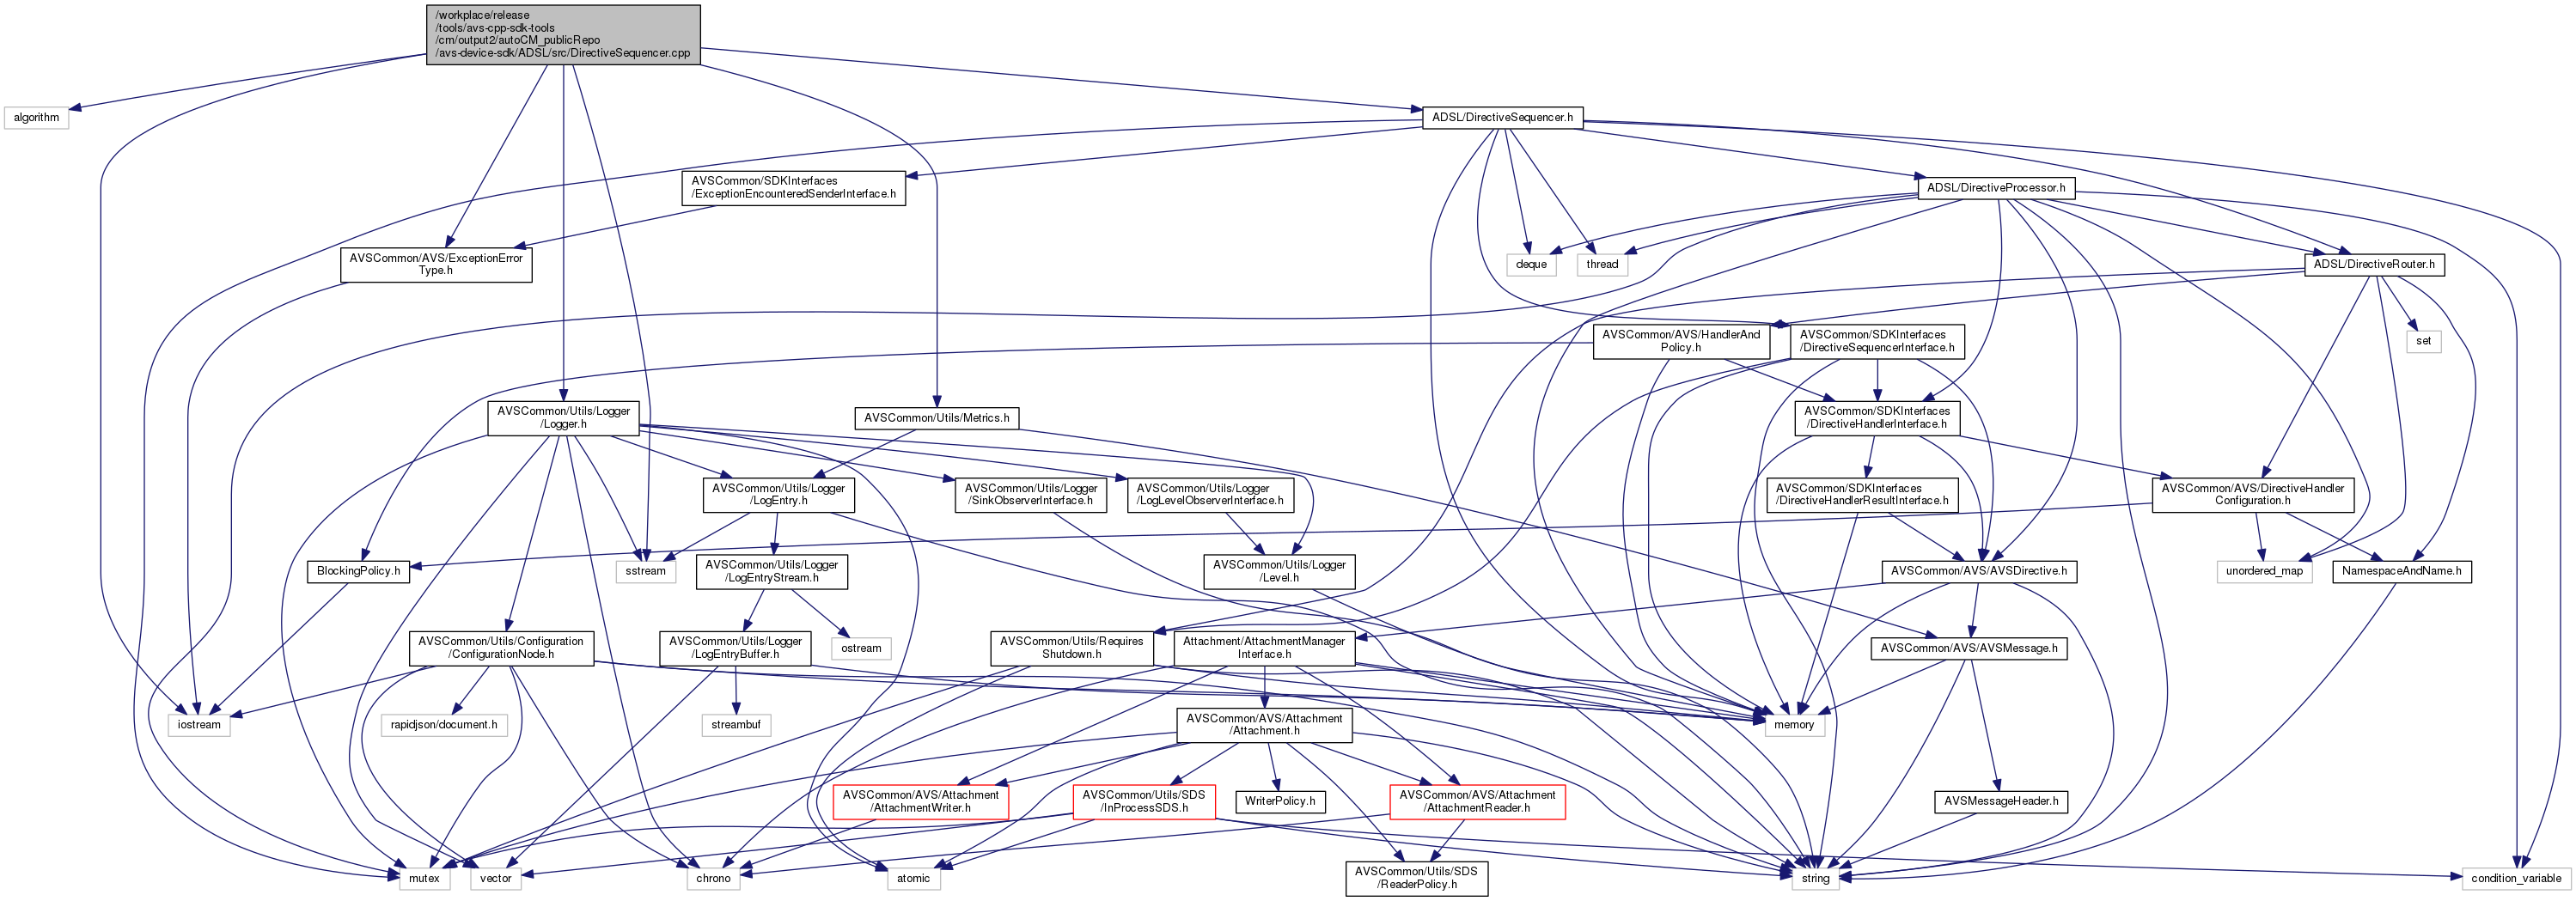 /workplace/release
/tools/avs-cpp-sdk-tools
/cm/output2/autoCM_publicRepo
/avs-device-sdk/ADSL/src/DirectiveSequencer.cpp
algorithm
ADSL/DirectiveSequencer.h
AVSCommon/SDKInterfaces
/ExceptionEncounteredSenderInterface.h
ADSL/DirectiveProcessor.h
AVSCommon/AVS/ExceptionError
Type.h
deque
thread
ADSL/DirectiveRouter.h
AVSCommon/AVS/HandlerAnd
Policy.h
AVSCommon/SDKInterfaces
/DirectiveSequencerInterface.h
set
AVSCommon/Utils/Logger
/Logger.h
AVSCommon/Utils/Metrics.h
AVSCommon/SDKInterfaces
/DirectiveHandlerInterface.h
AVSCommon/Utils/Logger
/LogEntry.h
AVSCommon/Utils/Logger
/SinkObserverInterface.h
AVSCommon/Utils/Logger
/LogLevelObserverInterface.h
AVSCommon/SDKInterfaces
/DirectiveHandlerResultInterface.h
AVSCommon/AVS/DirectiveHandler
Configuration.h
BlockingPolicy.h
sstream
AVSCommon/Utils/Logger
/LogEntryStream.h
AVSCommon/Utils/Logger
/Level.h
AVSCommon/AVS/AVSDirective.h
unordered_map
NamespaceAndName.h
AVSCommon/Utils/Configuration
/ConfigurationNode.h
AVSCommon/Utils/Logger
/LogEntryBuffer.h
ostream
AVSCommon/Utils/Requires
Shutdown.h
Attachment/AttachmentManager
Interface.h
AVSCommon/AVS/AVSMessage.h
iostream
rapidjson/document.h
streambuf
AVSCommon/AVS/Attachment
/Attachment.h
memory
AVSCommon/AVS/Attachment
/AttachmentWriter.h
AVSCommon/Utils/SDS
/InProcessSDS.h
WriterPolicy.h
AVSCommon/AVS/Attachment
/AttachmentReader.h
AVSMessageHeader.h
mutex
vector
chrono
atomic
AVSCommon/Utils/SDS
/ReaderPolicy.h
string
condition_variable